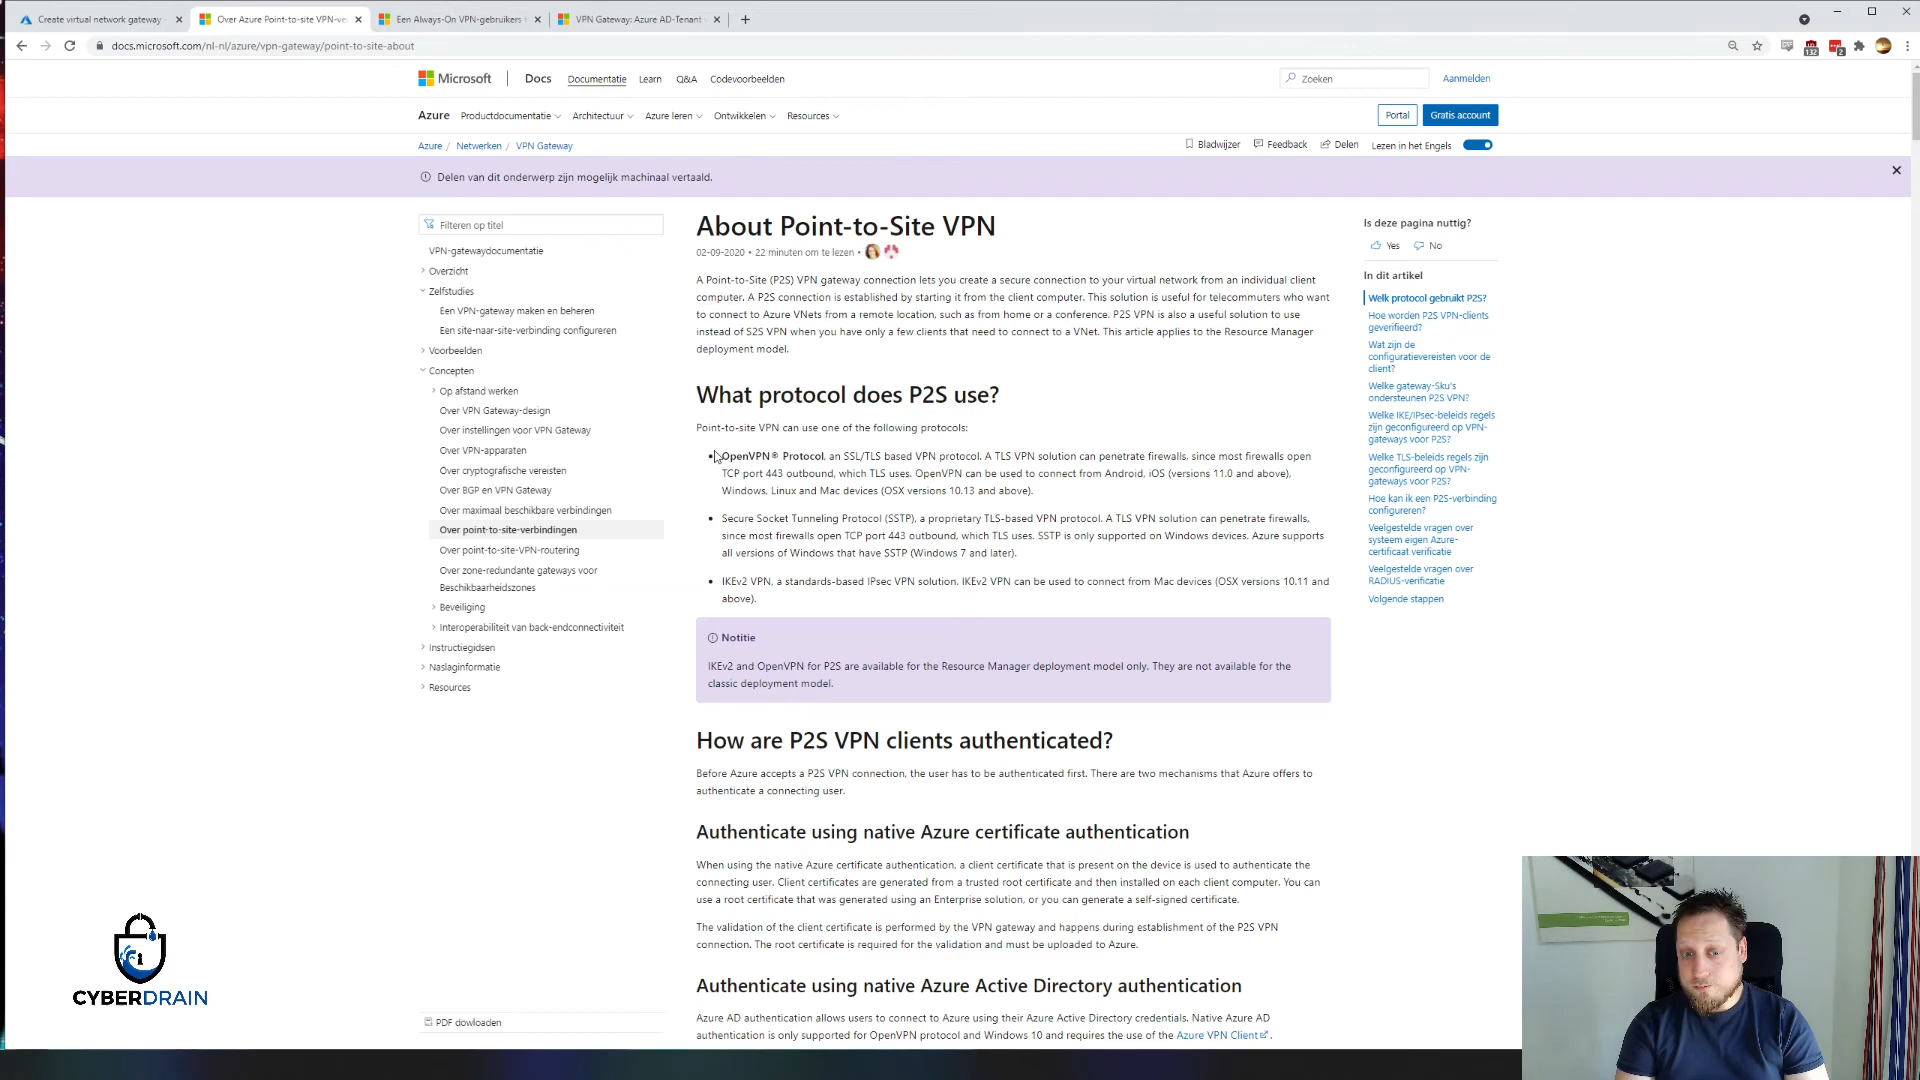 Create virtual network gateway
Over Azure Point-to-site VPN-ve
Een Always-On VPN-gebruikers
VPN Gateway: Azure AD-Tenant
docs.microsoft.com/nl-nl/azure/vpn-gateway/point-to-site-about
132
2
Microsoft
Docs
Documentatie
Learn
Q&A
Codevoorbeelden
Zoeken
Aanmelden
Azure
Productdocumentatie
Architectuur
Azure leren
Ontwikkelen
Resources
Portal
Gratis account
Azure / Netwerken / VPN Gateway
Bladwijzer
Feedback
Delen
Lezen in het Engels
Delen van dit onderwerp zijn mogelijk machinaal vertaald.
Filteren op titel
VPN-gatewaydocumentatie
Overzicht
Zelfstudies
Een VPN-gateway maken en beheren
Een site-naar-site-verbinding configureren
Voorbeelden
Concepten
Op afstand werken
Over VPN Gateway-design
Over instellingen voor VPN Gateway
Over VPN-apparaten
Over cryptografische vereisten
Over BGP en VPN Gateway
Over maximaal beschikbare verbindingen
Over point-to-site-verbindingen
Over point-to-site-VPN-routering
Over zone-redundante gateways voor
Beschikbaarheidszones
Beveiliging
Interoperabiliteit van back-endconnectiviteit
Instructiegidsen
Naslaginformatie
Resources
PDF dowloaden
About Point-to-Site VPN
02-09-2020 • 22 minuten om te lezen •
A Point-to-Site (P2S) VPN gateway connection lets you create a secure connection to your virtual network from an individual client
computer. A P2S connection is established by starting it from the client computer. This solution is useful for telecommuters who want
to connect to Azure VNets from a remote location, such as from home or a conference. P2S VPN is also a useful solution to use
instead of S2S VPN when you have only a few clients that need to connect to a VNet. This article applies to the Resource Manager
deployment model.
What protocol does P2S use?
Point-to-site VPN can use one of the following protocols:
• OpenVPN® Protocol, an SSL/TLS based VPN protocol. A TLS VPN solution can penetrate firewalls, since most firewalls open
TCP port 443 outbound, which TLS uses. OpenVPN can be used to connect from Android, iOS (versions 11.0 and above),
Windows, Linux and Mac devices (OSX versions 10.13 and above).
• Secure Socket Tunneling Protocol (SSTP), a proprietary TLS-based VPN protocol. A TLS VPN solution can penetrate firewalls,
since most firewalls open TCP port 443 outbound, which TLS uses. SSTP is only supported on Windows devices. Azure supports
all versions of Windows that have SSTP (Windows 7 and later).
• IKEv2 VPN, a standards-based IPsec VPN solution. IKEv2 VPN can be used to connect from Mac devices (OSX versions 10.11 and
above).
Notitie
IKEv2 and OpenVPN for P2S are available for the Resource Manager deployment model only. They are not available for the
classic deployment model.
How are P2S VPN clients authenticated?
Before Azure accepts a P2S VPN connection, the user has to be authenticated first. There are two mechanisms that Azure offers to
authenticate a connecting user.
Authenticate using native Azure certificate authentication
When using the native Azure certificate authentication, a client certificate that is present on the device is used to authenticate the
connecting user. Client certificates are generated from a trusted root certificate and then installed on each client computer. You can
use a root certificate that was generated using an Enterprise solution, or you can generate a self-signed certificate.
The validation of the client certificate is performed by the VPN gateway and happens during establishment of the P2S VPN
connection. The root certificate is required for the validation and must be uploaded to Azure.
Authenticate using native Azure Active Directory authentication
Azure AD authentication allows users to connect to Azure using their Azure Active Directory credentials. Native Azure AD
authentication is only supported for OpenVPN protocol and Windows 10 and requires the use of the Azure VPN Client.
Is deze pagina nuttig?
Yes
No
In dit artikel
Welk protocol gebruikt P2S?
Hoe worden P2S VPN-clients
geverifieerd?
Wat zijn de
configuratievereisten voor de
client?
Welke gateway-Sku's
ondersteunen P2S VPN?
Welke IKE/IPsec-beleids regels
zijn geconfigureerd op VPN-
gateways voor P2S?
Welke TLS-beleids regels zijn
geconfigureerd op VPN-
gateways voor P2S?
Hoe kan ik een P2S-verbinding
configureren?
Veelgestelde vragen over
systeem eigen Azure-
certificaat verificatie
Veelgestelde vragen over
RADIUS-verificatie
Volgende stappen
CYBERDRAIN